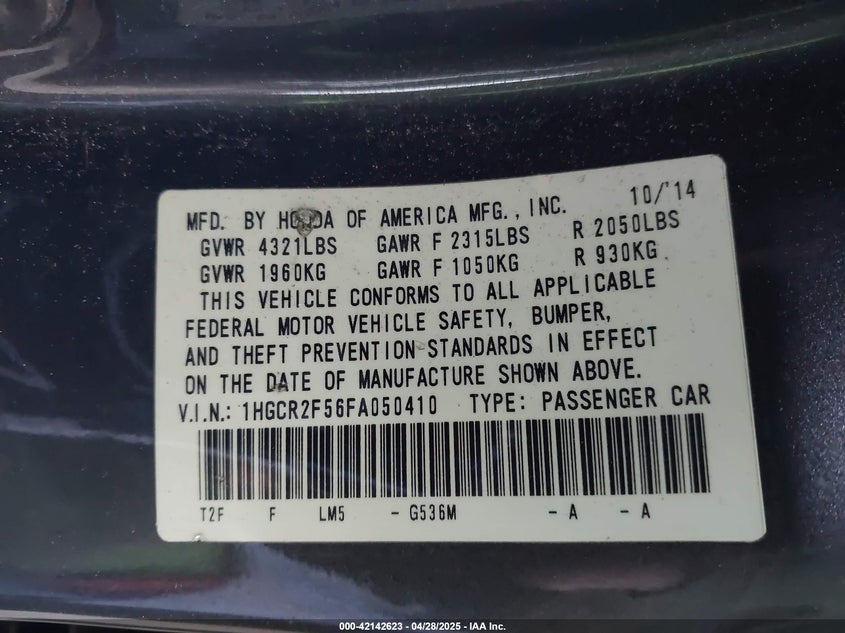 10/'14
MFD. BY HONDA OF AMERICA MFG., INC.
GVWR 4321LBS GAWR F 2315LBS R 2050LBS
GVWR 1960KG GAWR F 1050KG R 930KG
THIS VEHICLE CONFORMS TO ALL APPLICABLE
FEDERAL MOTOR VEHICLE SAFETY, BUMPER,
AND THEFT PREVENTION STANDARDS IN EFFECT
ON THE DATE OF MANUFACTURE SHOWN ABOVE.
V.I.N.: 1HGCR2F56FA050410 TYPE: PASSENGER CAR
T2F F LM5 - G536M - A - A
000-42142623 - 04/28/2025 - IAA Inc.